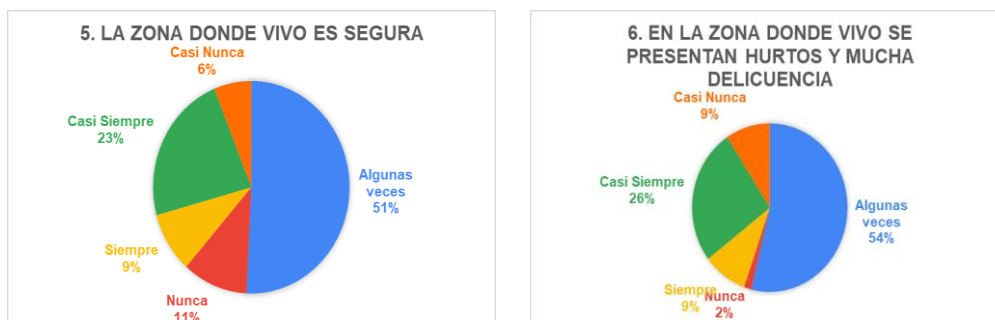 5. LA ZONA DONDE VIVO ES SEGURA
Casi Nunca
6%
Casi Siempre
23%
Algunas
veces
51%
Siempre
9%
Nunca
11%
6. EN LA ZONA DONDE VIVO SE
PRESENTAN HURTOS Y MUCHA
DELICUENCIA
Casi Nunca
9%
Casi Siempre
26%
Algunas
veces
54%
Siempre
9%
Nunca
2%